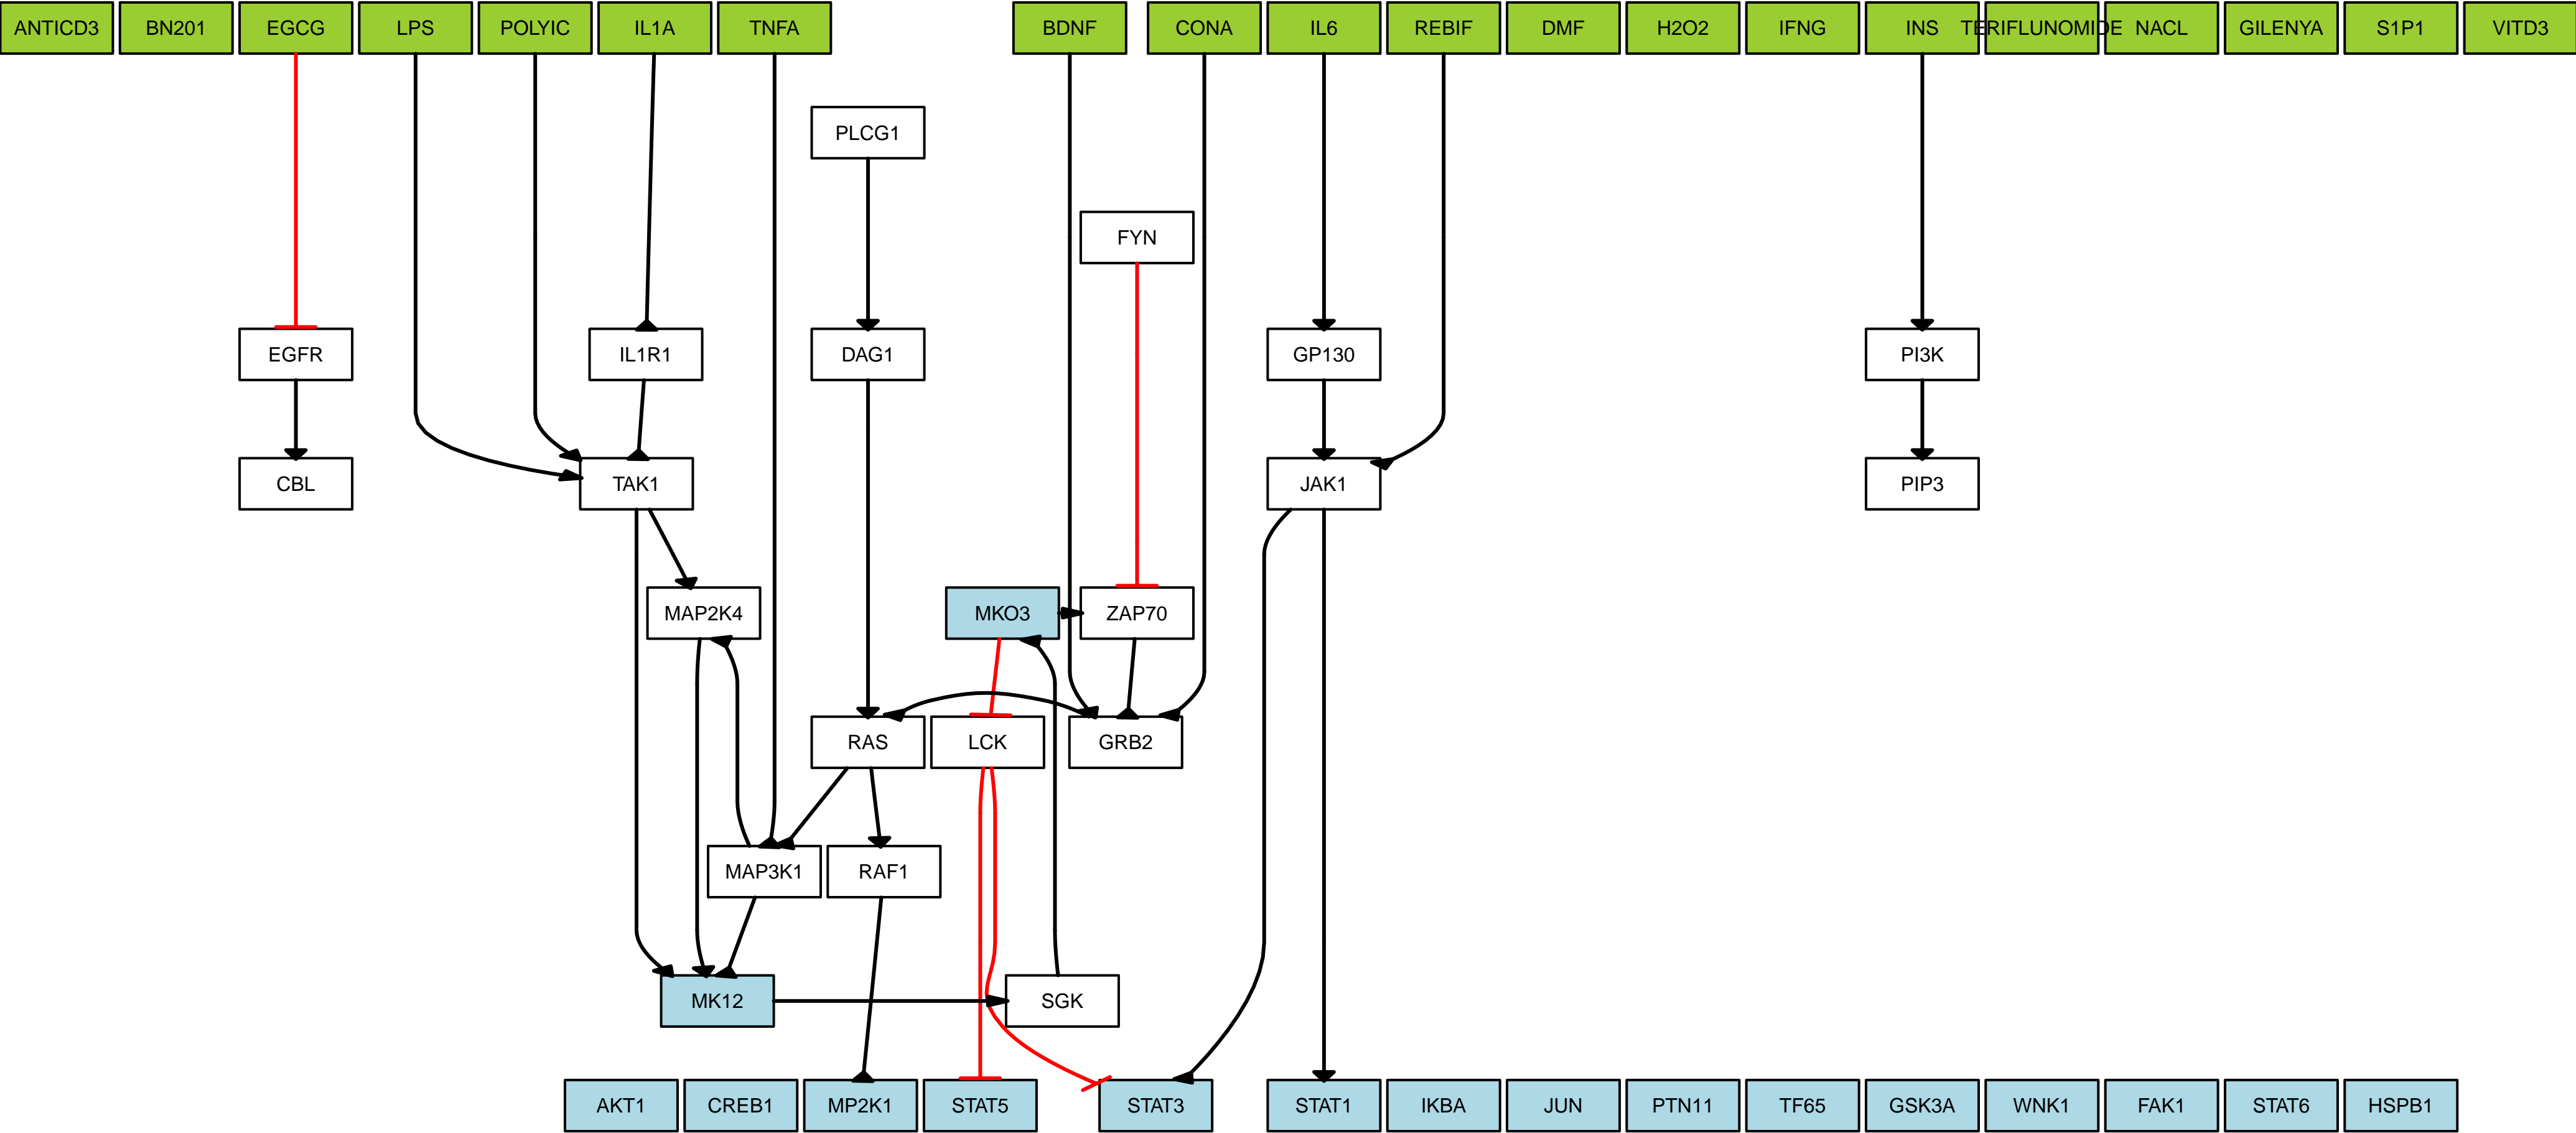 ANTICD3
BN201
EGCG
LPS
POLYIC
IL1A
TNFA
BDNF
CONA
IL6
REBIF
DMF
H2O2
IFNG
INS
TERIFLUNOMIDE
NACL
GILENYA
S1P1
VITD3
PLCG1
FYN
EGFR
IL1R1
DAG1
GP130
PI3K
CBL
TAK1
JAK1
PIP3
MAP2K4
MKO3
ZAP70
RAS
LCK
GRB2
MAP3K1
RAF1
MK12
SGK
AKT1
CREB1
MP2K1
STAT5
STAT3
STAT1
IKBA
JUN
PTN11
TF65
GSK3A
WNK1
FAK1
STAT6
HSPB1